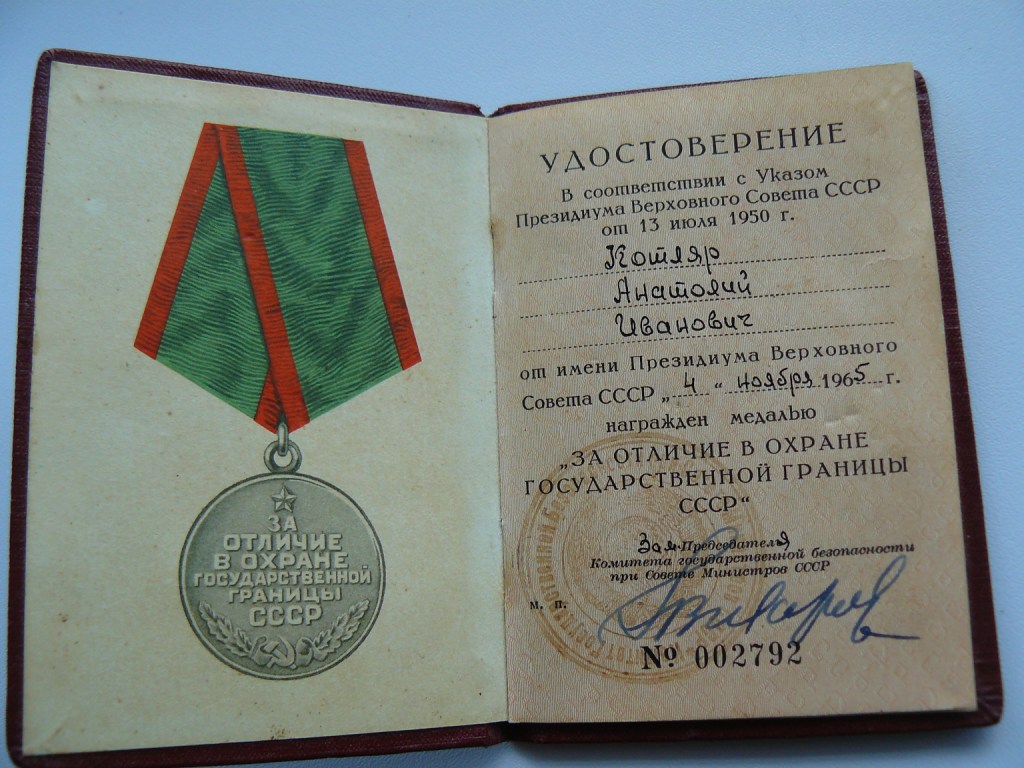 ЗА
ОТЛИЧИЕ
В ОХРАНЕ
ГОСУДАРСТВЕННОЙ
ГРАНИЦЫ
СССР
УДОСТОВЕРЕНИЕ
В соответствии с Указом
Президиума Верховного Совета СССР
от 13 июля 1950 г.
Котляр
Анатолий
Иванович
от имени Президиума Верховного
Совета СССР „4“ ноября 1965 г.
награжден медалью
„ЗА ОТЛИЧИЕ В ОХРАНЕ
ГОСУДАРСТВЕННОЙ ГРАНИЦЫ
СССР“
Зам. Председателя
Комитета государственной безопасности
при Совете Министров СССР
М. П.
№ 002792